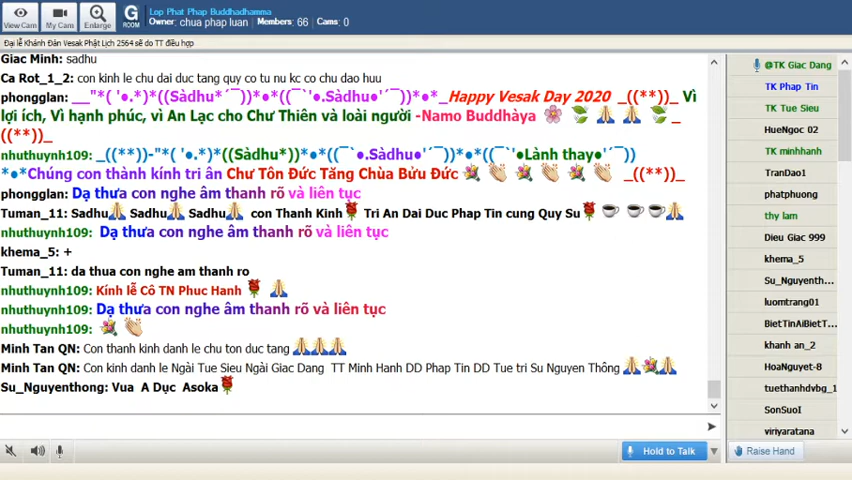 View Cam
My Cam
Enlarge
G
ROOM
Lop Phat Phap Buddhadhamma
Owner: chua phap luan Members: 66 Cams: 0
Đại lễ Khánh Đản Vesak Phật Lịch 2564 sẽ do TT điều hợp
Giac Minh: sadhu
Ca Rot_1_2: con kinh le chu dai duc tang quy co tu nu kc co chu dao huu
phongglan: __"*( '●.*)*((Sàdhu*´¯))*●*((¯`'●.Sàdhu●'´¯))*●*_Happy Vesak Day 2020 _((**))_ Vì
lợi ích, Vì hạnh phúc, vì An Lạc cho Chư Thiên và loài người -Namo Buddhàya 🌸 🍃 🙏 🙏 🍃 _
((**))_
nhuthuynh109: _((**))-"*( '●.*)*((Sàdhu*))*●*((¯`'●.Sàdhu●'´¯))*●*((¯`'●Lành thay●'´¯))
*●*Chúng con thành kính tri ân Chư Tôn Đức Tăng Chùa Bửu Đức 💐 👏 💐 👏 💐 👏 _((**))_
phongglan: Dạ thưa con nghe âm thanh rõ và liên tục
Tuman_11: Sadhu🙏 Sadhu🙏 Sadhu🙏 con Thanh Kinh🌹 Tri An Dai Duc Phap Tin cung Quy Su🌹☕ ☕☕🙏
nhuthuynh109: Dạ thưa con nghe âm thanh rõ và liên tục
khema_5: +
Tuman_11: da thua con nghe am thanh ro
nhuthuynh109: Kính lễ Cô TN Phuc Hanh 🌹 🙏
nhuthuynh109: Dạ thưa con nghe âm thanh rõ và liên tục
nhuthuynh109: 💐 👏
Minh Tan QN: Con thanh kinh danh le chu ton duc tang 🙏🙏🙏
Minh Tan QN: Con kinh danh le Ngài Tue Sieu Ngài Giac Dang TT Minh Hanh DD Phap Tin DD Tue tri Su Nguyen Thông 🙏💐🙏
Su_Nguyenthong: Vua A Dục Asoka🌹
@TK Giac Dang
TK Phap Tin
TK Tue Sieu
HueNgoc 02
TK minhhanh
TranDao1
phatphuong
thy lam
Dieu Giac 999
khema_5
Su_Nguyenth...
luomtrang01
BietTinAiBietT...
khanh an_2
HoaNguyet-8
tuethanhdvbg_1
SonSuoI
viriyaratana
Hold to Talk
Raise Hand